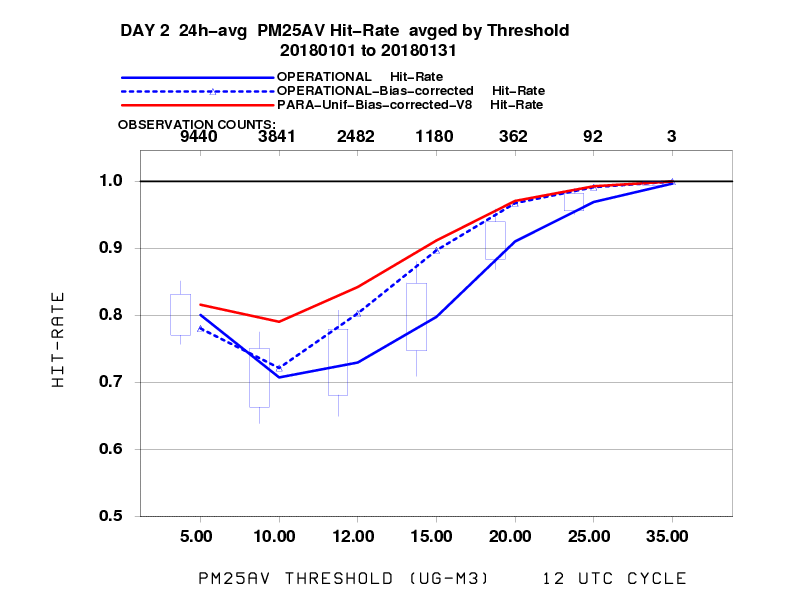 DAY 2 24h-avg PM25AV Hit-Rate avged by Threshold
20180101 to 20180131
OPERATIONAL Hit-Rate
OPERATIONAL-Bias-corrected Hit-Rate
PARA-Unif-Bias-corrected-V8 Hit-Rate
OBSERVATION COUNTS:
9440 3841 2482 1180 362 92 3
1.0
0.9
0.8
0.7
0.6
0.5
HIT-RATE
5.00 10.00 12.00 15.00 20.00 25.00 35.00
PM25AV THRESHOLD (UG-M3) 12 UTC CYCLE